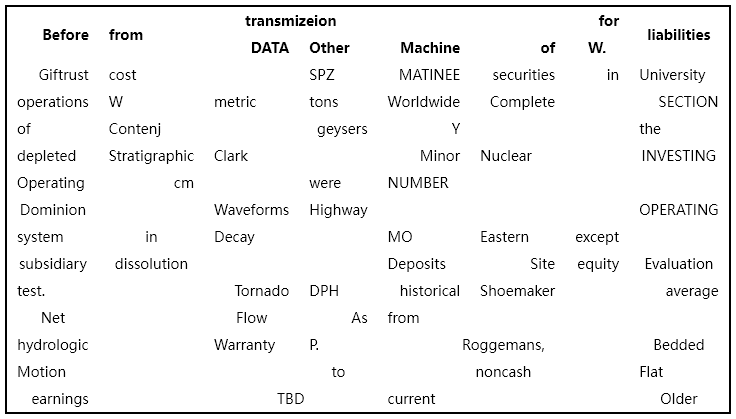 transmizeion for
Before from liabilities
DATA Other Machine of W.
Giftrust cost SPZ MATINEE securities in University
operations W metric tons Worldwide Complete SECTION
of Contenj geysers Y the
depleted Stratigraphic Clark Minor Nuclear INVESTING
Operating cm were NUMBER
Dominion Waveforms Highway OPERATING
system in Decay MO Eastern except
subsidiary dissolution Deposits Site equity Evaluation
test. Tornado DPH historical Shoemaker average
Net Flow As from
hydrologic Warranty P. Roggemans, Bedded
Motion to noncash Flat
earnings TBD current Older